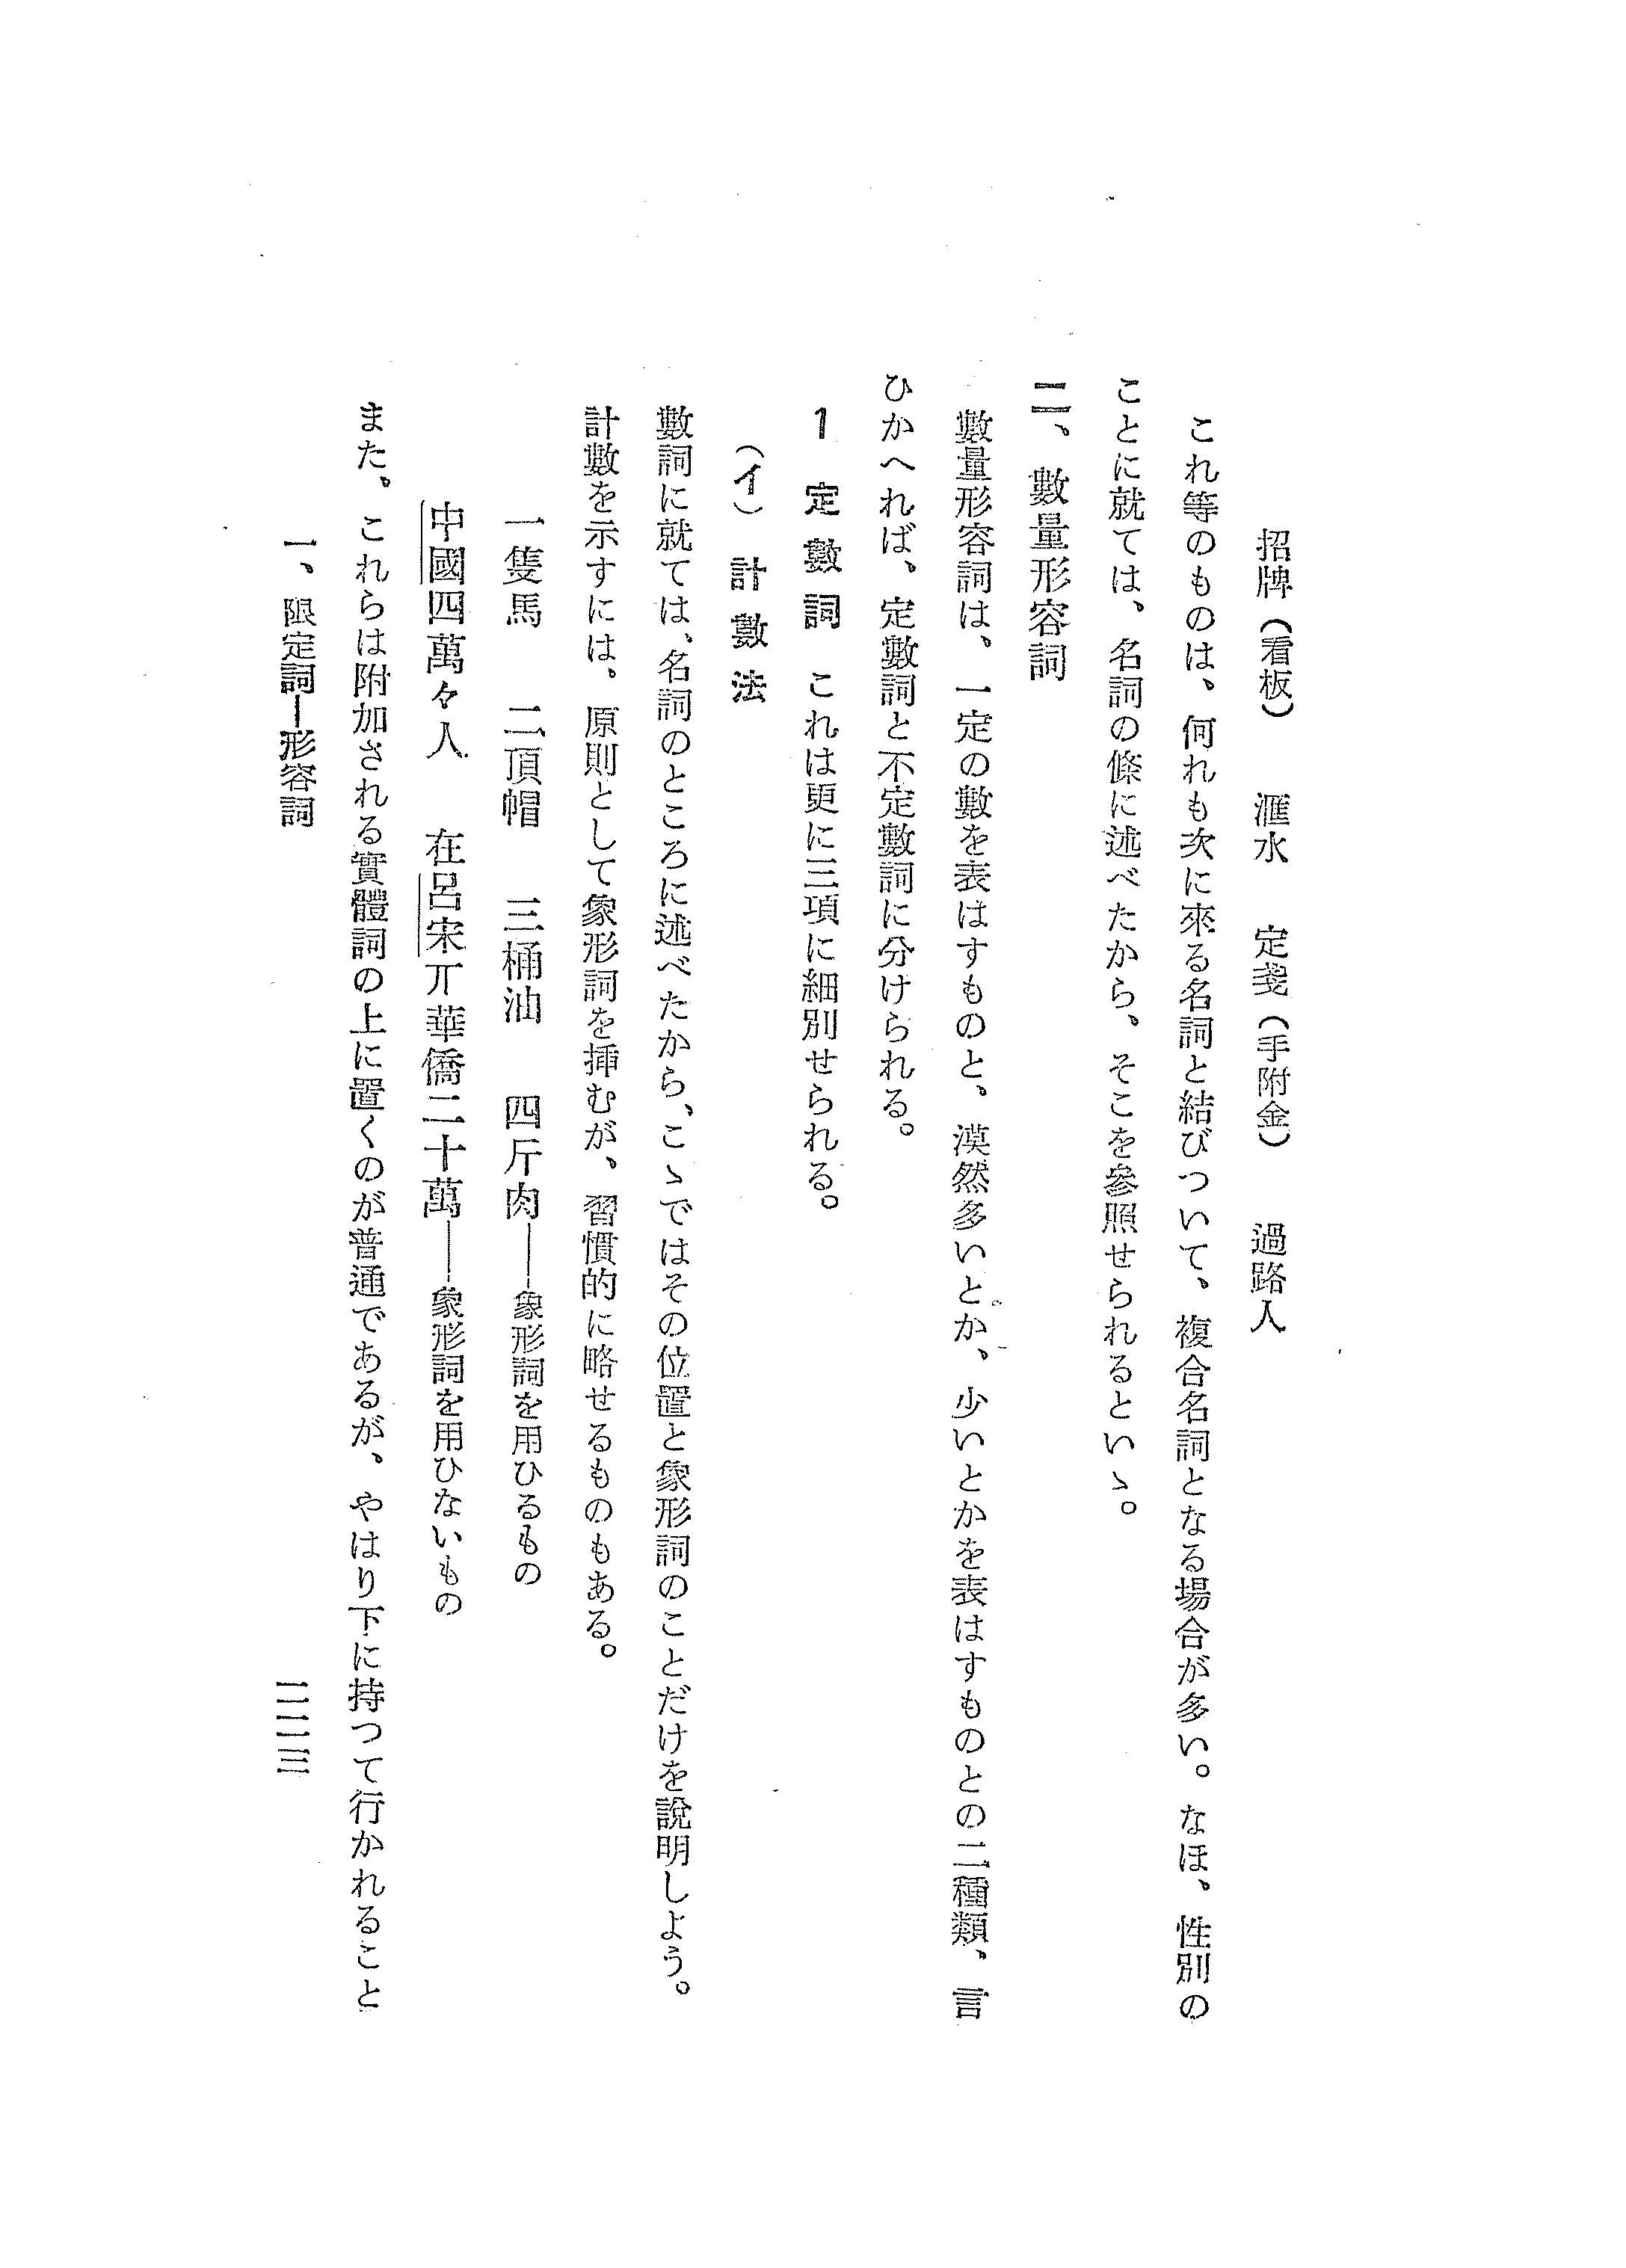 招牌（看板）　滙水　定㦮（手附金）　過路人
これ等のものは、何れも次に來る名詞と結びついて、複合名詞となる場合が多い。なほ、性別の
ことに就ては、名詞の條に述べたから、そこを參照せられるといゝ。
二、數量形容詞
數量形容詞は、一定の數を表はすものと、漠然多いとか、少いとかを表はすものとの二種類、言
ひかへれば、定數詞と不定數詞に分けられる。
1 定數詞　これは更に三項に細別せられる。
（イ）計數法
數詞に就ては、名詞のところに述べたから、こゝではその位置と象形詞のことだけを說明しよう。
計數を示すには、原則として象形詞を揷むが、習慣的に略せるものもある。
一隻馬　二頂帽　三桶油　四斤肉――象形詞を用ひるもの
中國四萬々人　在呂宋丌華僑二十萬――象形詞を用ひないもの
また、これらは附加される實體詞の上に置くのが普通であるが、やはり下に持つて行かれること
一、限定詞―形容詞
二二三